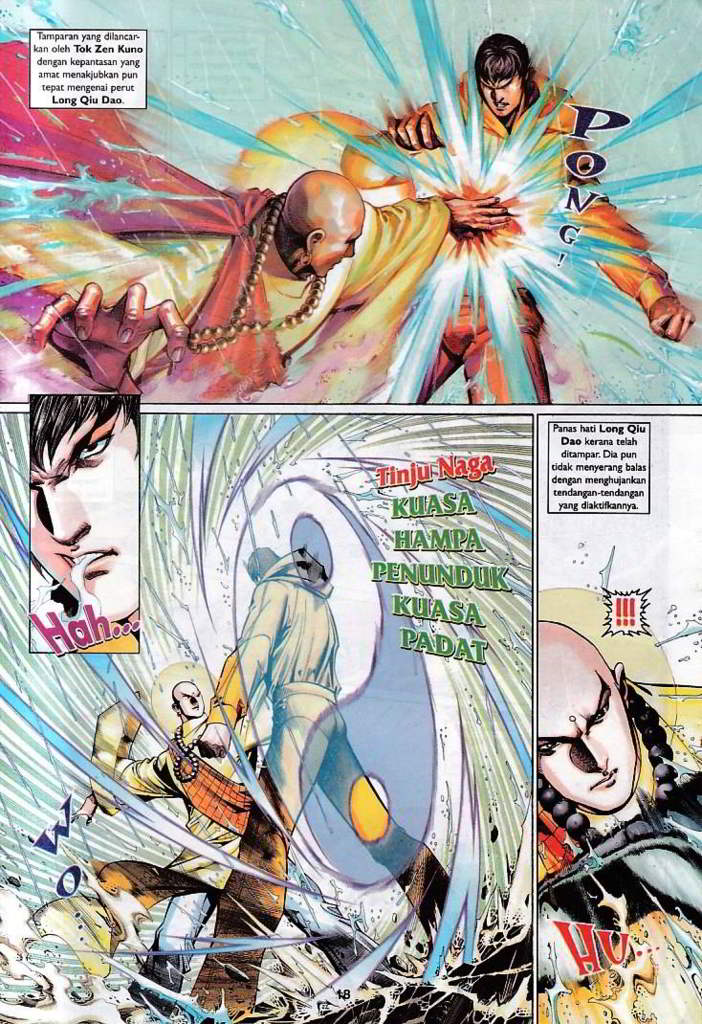 Tamparan yang dilancar-
kan oleh Tok Zen Kuno
dengan kepantasan yang
amat menakjubkan pun
tepat mengenai perut
Long Qiu Dao.
PONG!
Hah...
Tinju Naga
KUASA
HAMPA
PENUNDUK
KUASA
PADAT
WO
Panas hati Long Qiu
Dao kerana telah
ditampar. Dia pun
tidak menyerang balas
dengan menghujankan
tendangan-tendangan
yang diaktifkannya.
!!!
HU...
18